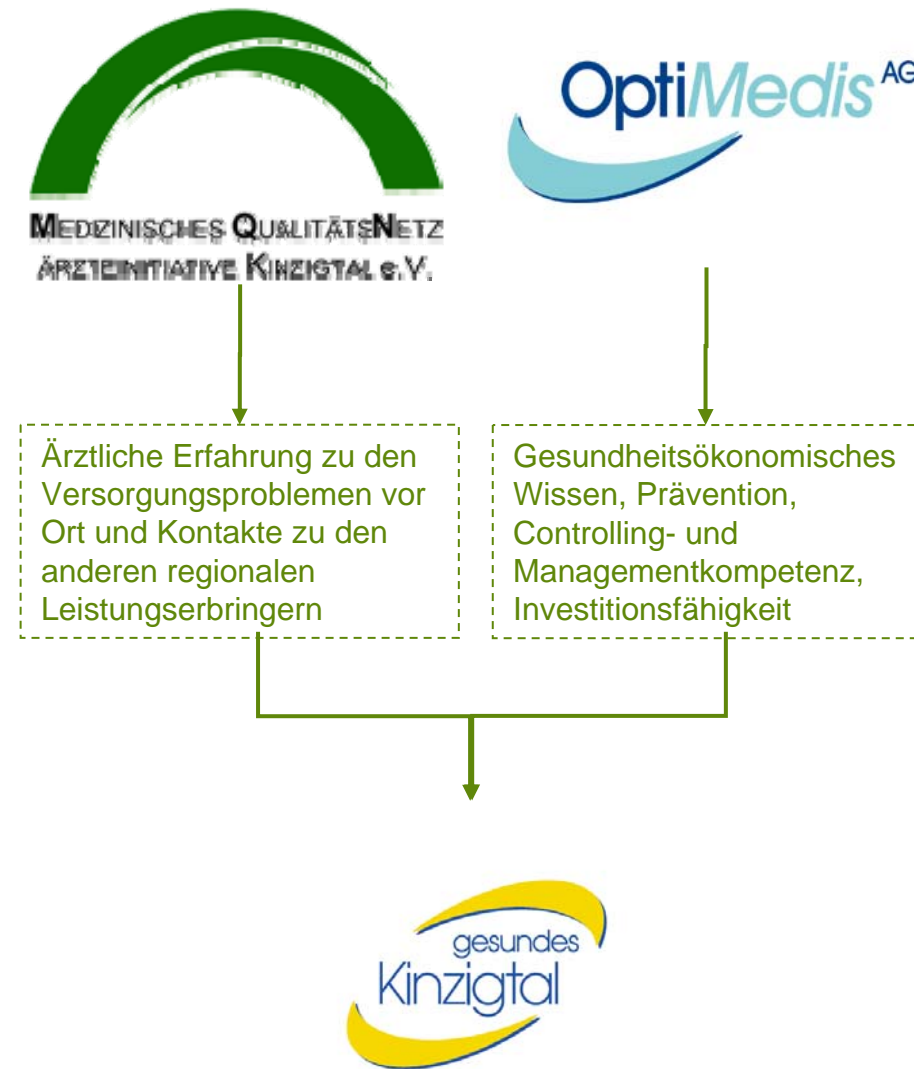 MEDIZINISCHES QUALITÄTSNETZ
ÄRZTEINITIATIVE KINZIGTAL e.V.
OptiMedis AG
Ärztliche Erfahrung zu den
Versorgungsproblemen vor
Ort und Kontakte zu den
anderen regionalen
Leistungserbringern
Gesundheitsökonomisches
Wissen, Prävention,
Controlling- und
Managementkompetenz,
Investitionsfähigkeit
gesundes
Kinzigtal